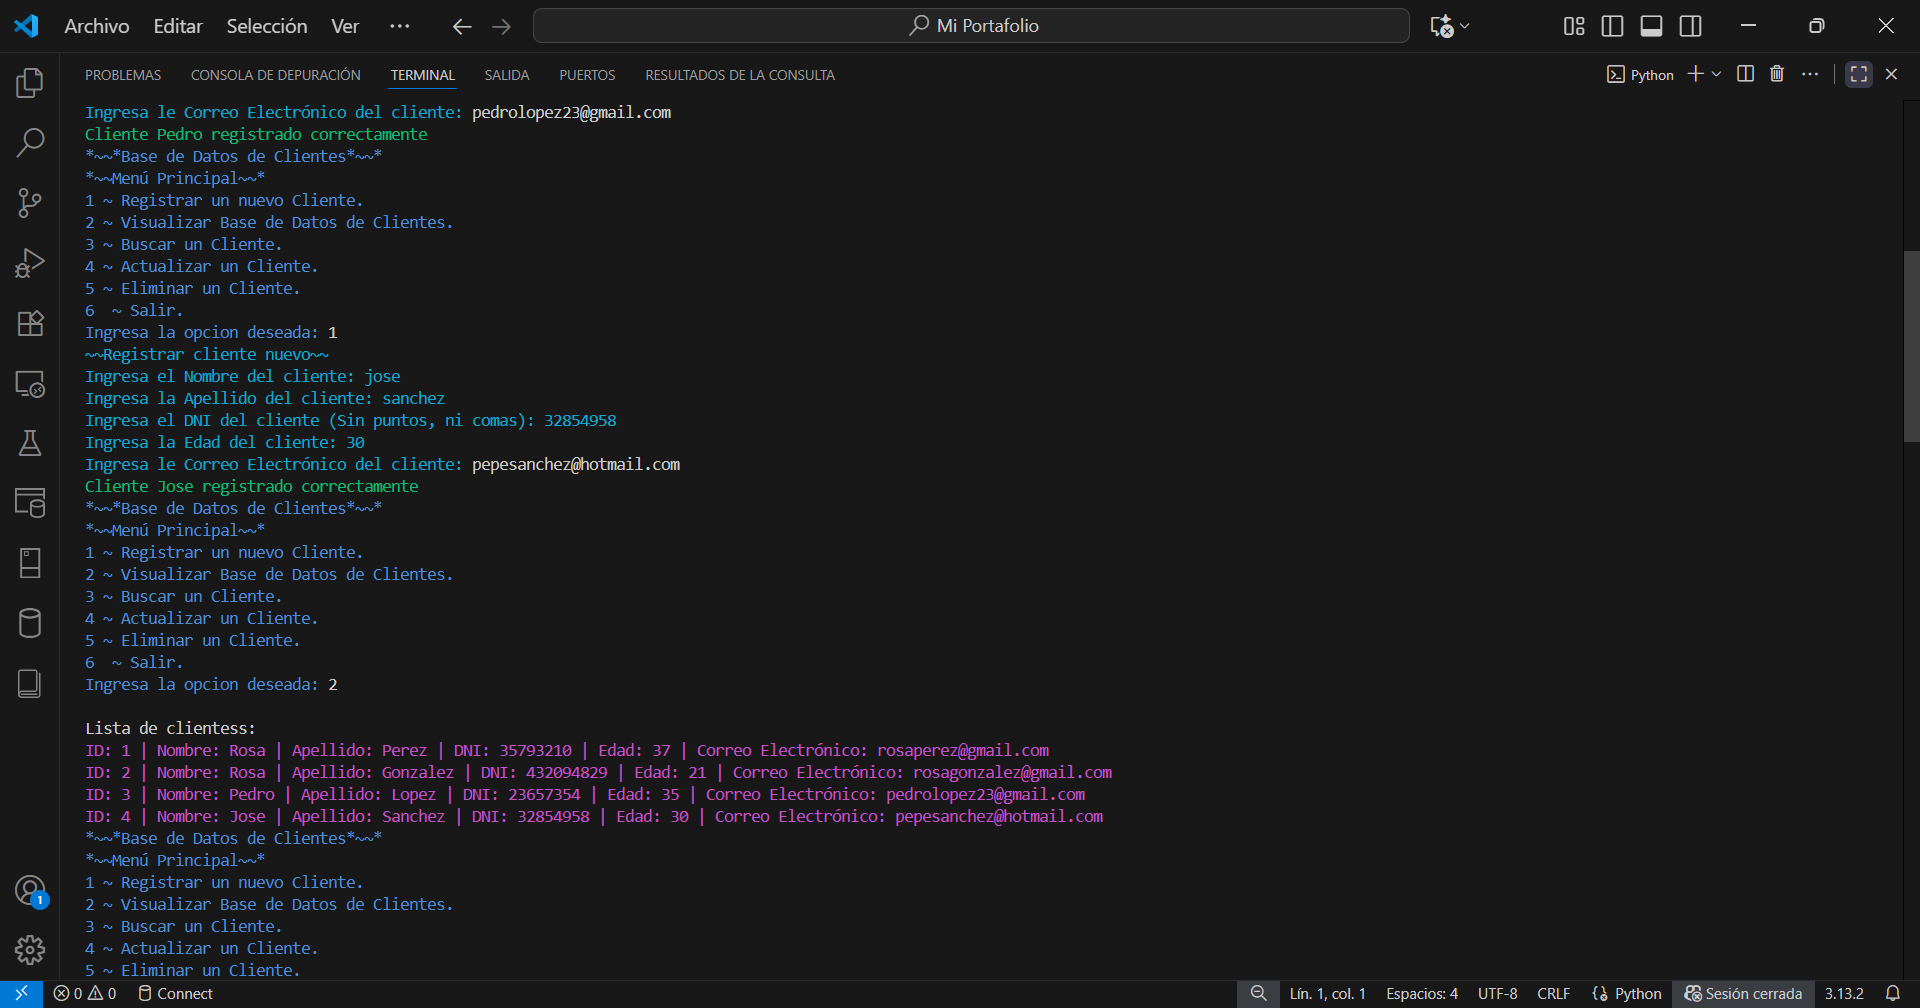 Archivo Editar Selección Ver ··· Mi Portafolio
PROBLEMAS CONSOLA DE DEPURACIÓN TERMINAL SALIDA PUERTOS RESULTADOS DE LA CONSULTA Python
Ingresa le Correo Electrónico del cliente: pedrolopez23@gmail.com
Cliente Pedro registrado correctamente
*~~*Base de Datos de Clientes*~~*
*~~Menú Principal~~*
1 ~ Registrar un nuevo Cliente.
2 ~ Visualizar Base de Datos de Clientes.
3 ~ Buscar un Cliente.
4 ~ Actualizar un Cliente.
5 ~ Eliminar un Cliente.
6  ~ Salir.
Ingresa la opcion deseada: 1
~~Registrar cliente nuevo~~
Ingresa el Nombre del cliente: jose
Ingresa la Apellido del cliente: sanchez
Ingresa el DNI del cliente (Sin puntos, ni comas): 32854958
Ingresa la Edad del cliente: 30
Ingresa le Correo Electrónico del cliente: pepesanchez@hotmail.com
Cliente Jose registrado correctamente
*~~*Base de Datos de Clientes*~~*
*~~Menú Principal~~*
1 ~ Registrar un nuevo Cliente.
2 ~ Visualizar Base de Datos de Clientes.
3 ~ Buscar un Cliente.
4 ~ Actualizar un Cliente.
5 ~ Eliminar un Cliente.
6  ~ Salir.
Ingresa la opcion deseada: 2
Lista de clientess:
ID: 1 | Nombre: Rosa | Apellido: Perez | DNI: 35793210 | Edad: 37 | Correo Electrónico: rosaperez@gmail.com
ID: 2 | Nombre: Rosa | Apellido: Gonzalez | DNI: 432094829 | Edad: 21 | Correo Electrónico: rosagonzalez@gmail.com
ID: 3 | Nombre: Pedro | Apellido: Lopez | DNI: 23657354 | Edad: 35 | Correo Electrónico: pedrolopez23@gmail.com
ID: 4 | Nombre: Jose | Apellido: Sanchez | DNI: 32854958 | Edad: 30 | Correo Electrónico: pepesanchez@hotmail.com
*~~*Base de Datos de Clientes*~~*
*~~Menú Principal~~*
1 ~ Registrar un nuevo Cliente.
2 ~ Visualizar Base de Datos de Clientes.
3 ~ Buscar un Cliente.
4 ~ Actualizar un Cliente.
5 ~ Eliminar un Cliente.
1
0 0 Connect Lín. 1, col. 1 Espacios: 4 UTF-8 CRLF Python Sesión cerrada 3.13.2